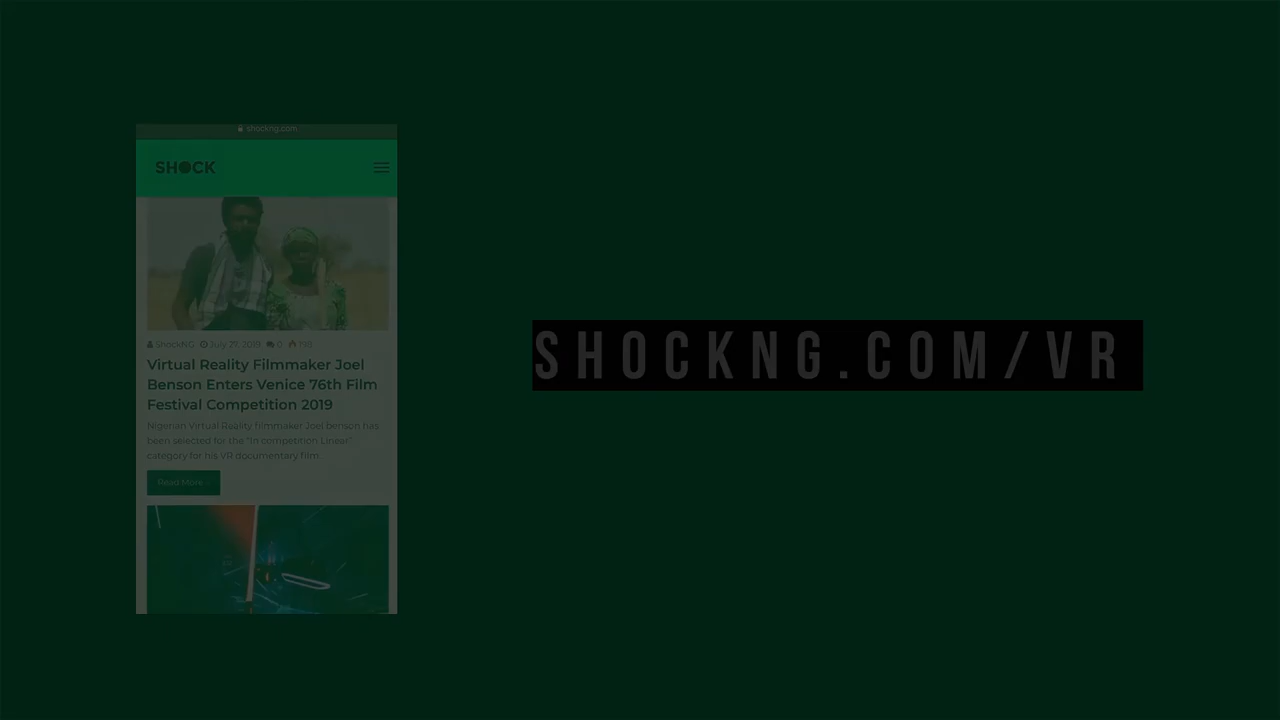 shockng.com
SHOCK
ShockNG July 27, 2019 0 799
Virtual Reality Filmmaker Joel
Benson Enters Venice 76th Film
Festival Competition 2019
Nigerian Virtual Reality filmmaker Joel benson has
been selected for the "In competition Linear"
category for his VR documentary film...
Read More »
SHOCKNG.COM/VR